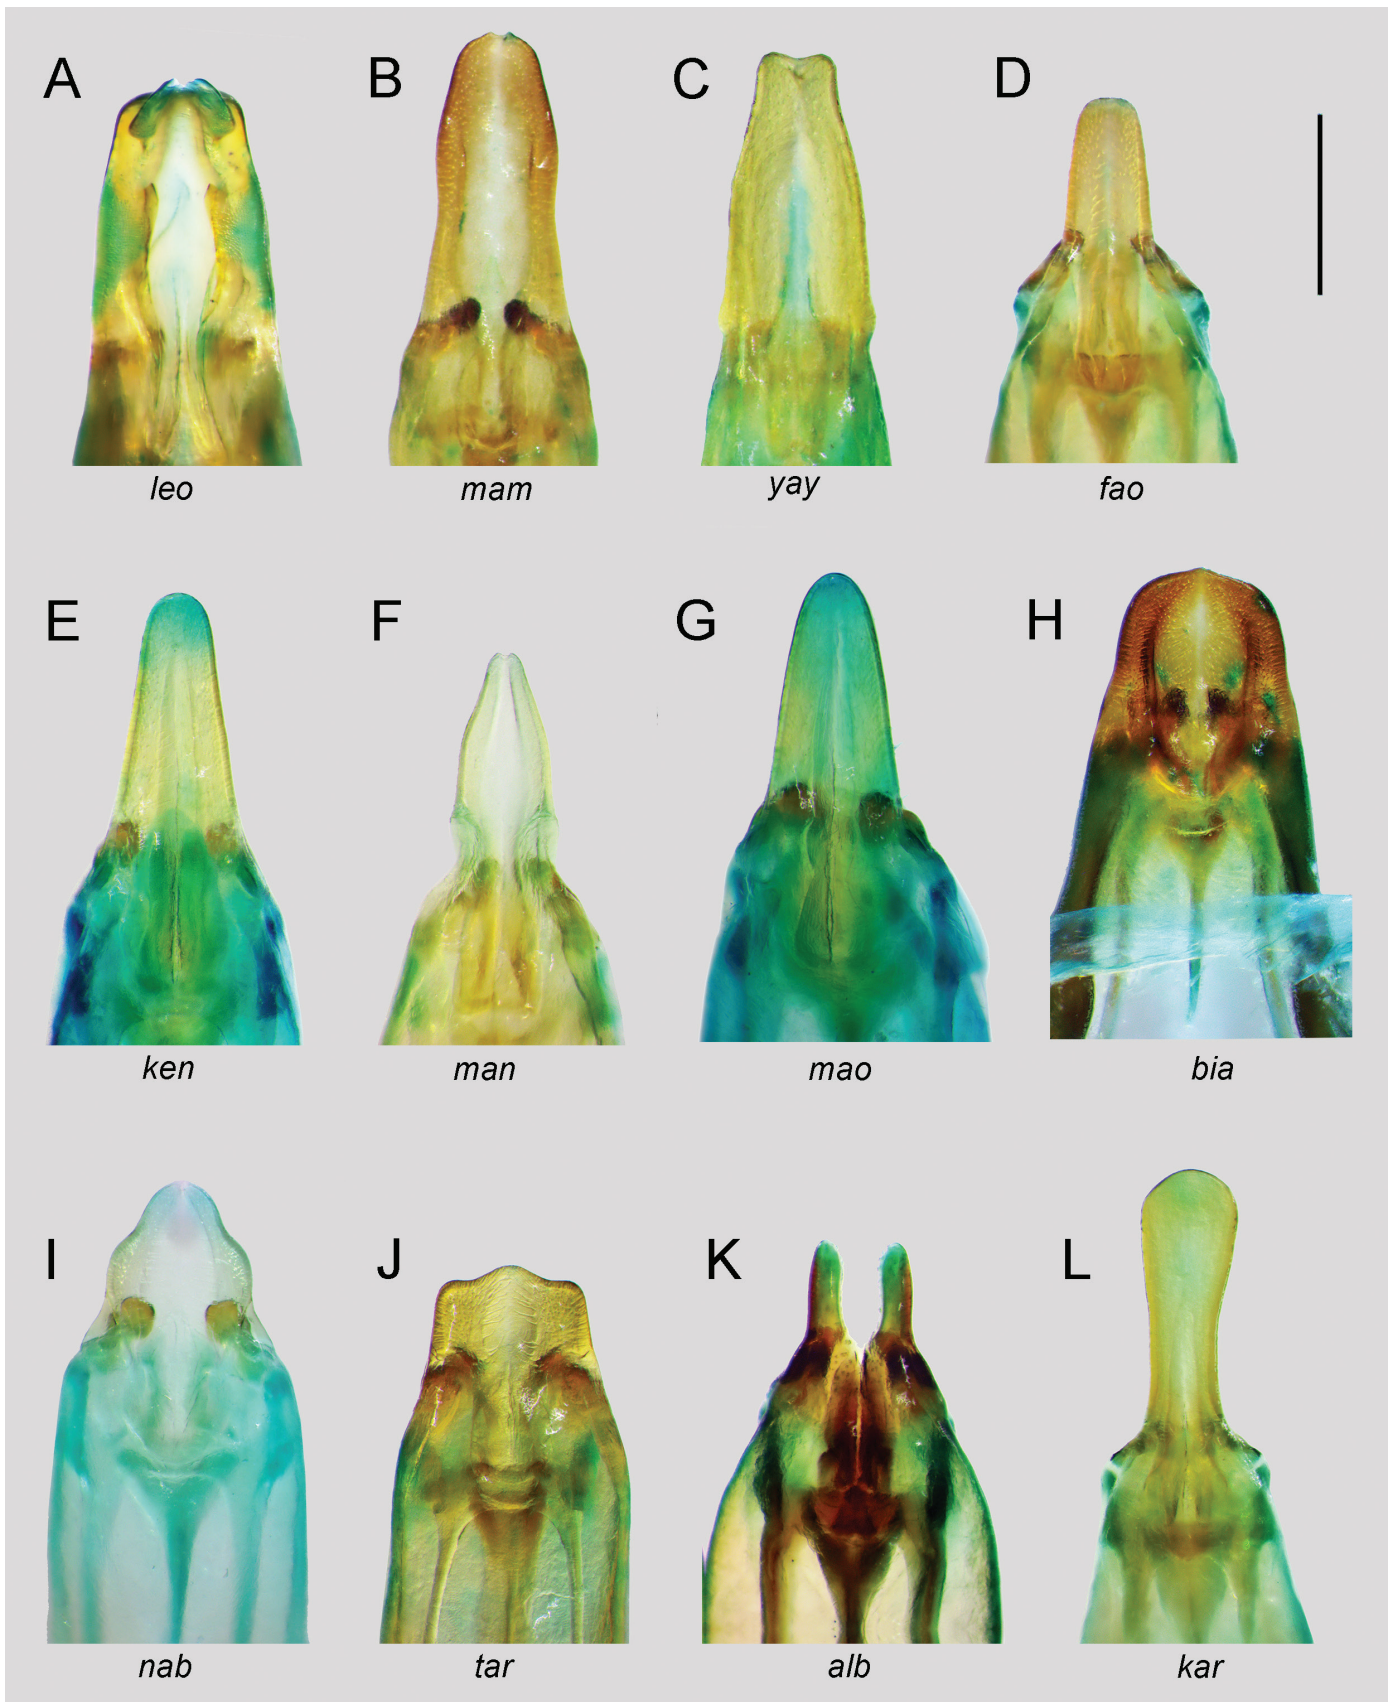 A B C D
leo mam yay fao
E F G H
ken man mao bia
I J K L
nab tar alb kar